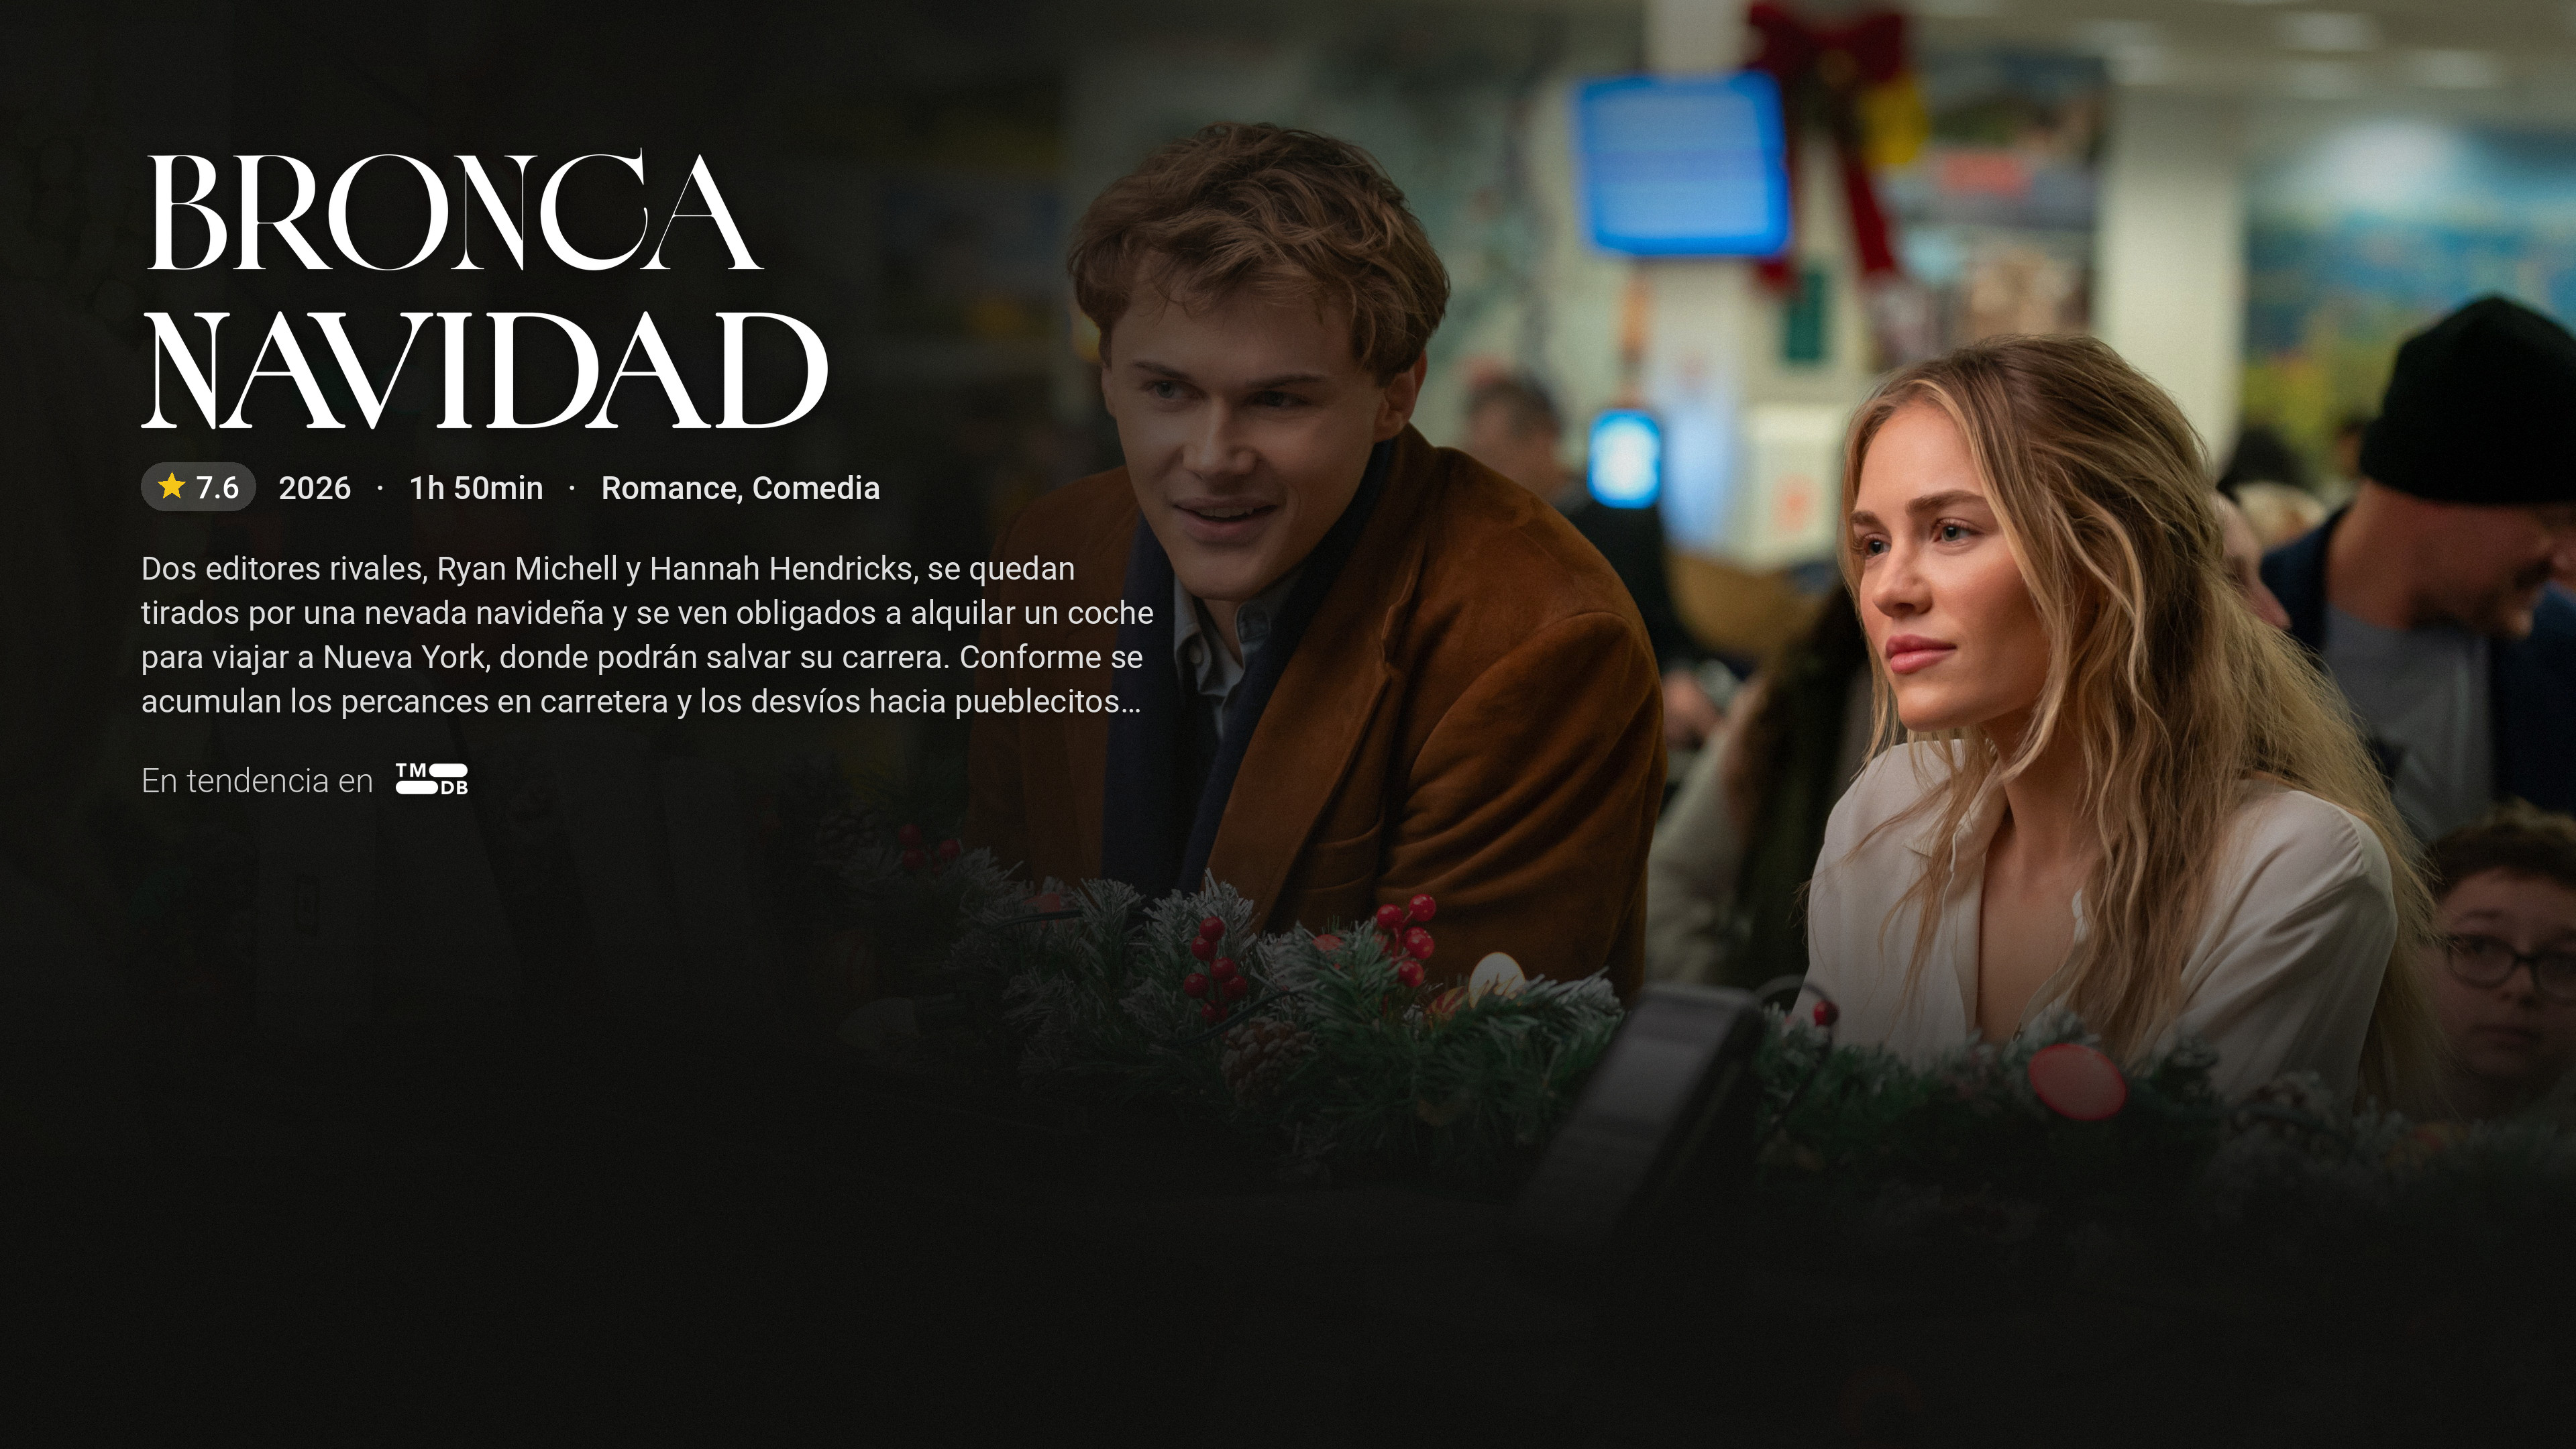 BRONCA
NAVIDAD
7.6 2026 · 1h 50min · Romance, Comedia
Dos editores rivales, Ryan Michell y Hannah Hendricks, se quedan
tirados por una nevada navideña y se ven obligados a alquilar un coche
para viajar a Nueva York, donde podrán salvar su carrera. Conforme se
acumulan los percances en carretera y los desvíos hacia pueblecitos…
En tendencia en TMDB